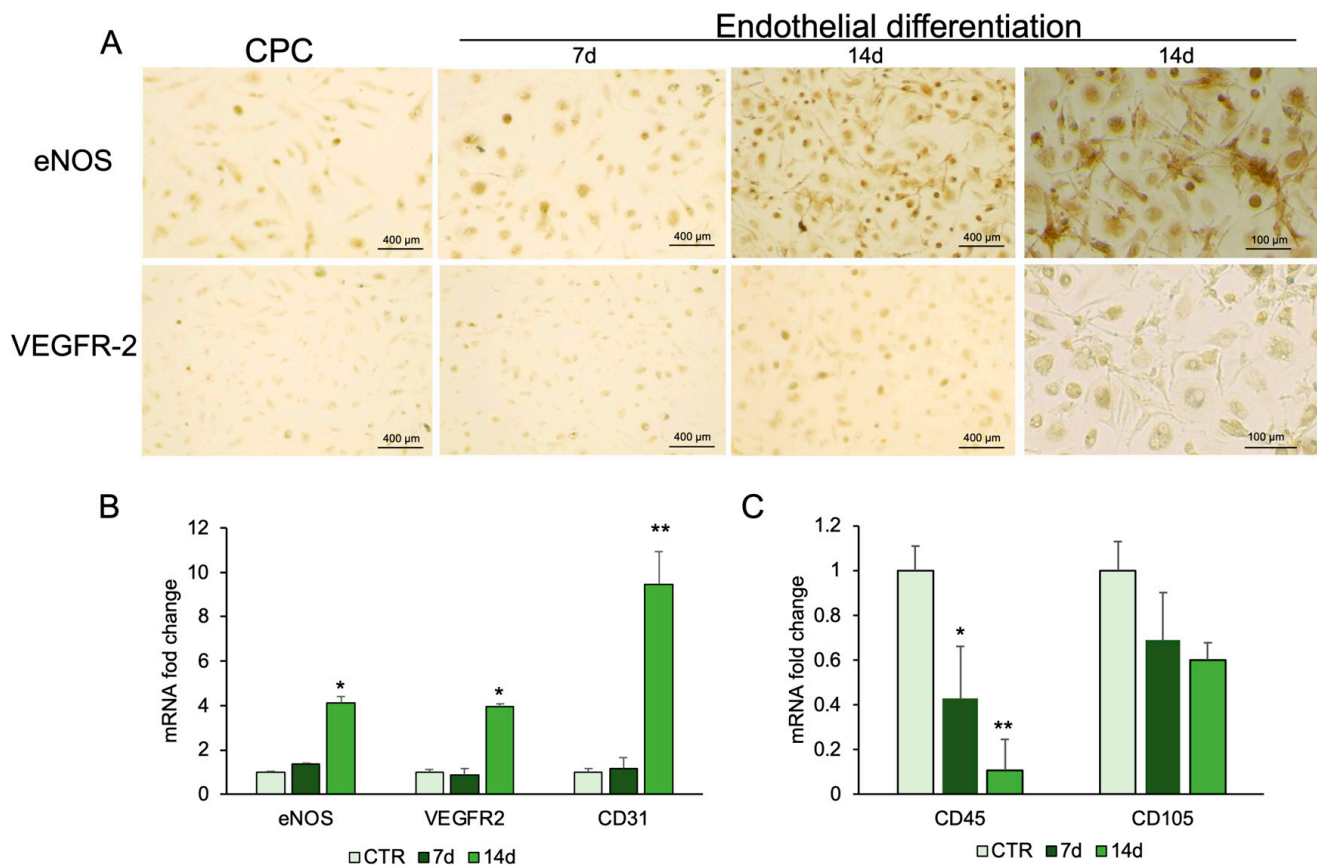 A
CPC
Endothelial differentiation
7d
14d
14d
eNOS
400 µm
400 µm
400 µm
100 µm
VEGFR-2
400 µm
400 µm
400 µm
100 µm
B
mRNA fod change
12
10
8
6
4
2
0
*
*
**
eNOS
VEGFR2
CD31
CTR
7d
14d
C
mRNA fold change
1.2
1
0.8
0.6
0.4
0.2
0
*
**
CD45
CD105
CTR
7d
14d